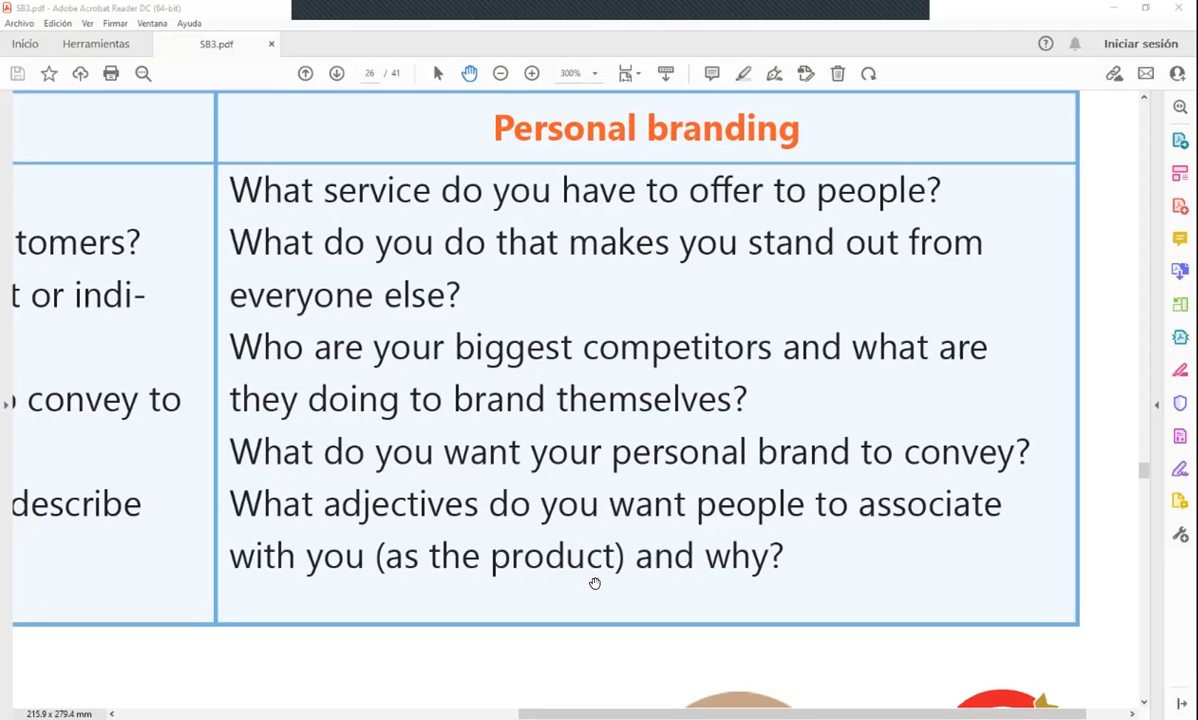 SB3.pdf - Adobe Acrobat Reader DC (64-bit)
Archivo Edición Ver Firmar Ventana Ayuda
Inicio Herramientas SB3.pdf × Iniciar sesión
26 / 41 300%
Personal branding
What service do you have to offer to people?
tomers? What do you do that makes you stand out from
t or indi- everyone else?
Who are your biggest competitors and what are
convey to they doing to brand themselves?
What do you want your personal brand to convey?
describe What adjectives do you want people to associate
with you (as the product) and why?
215.9 x 279.4 mm